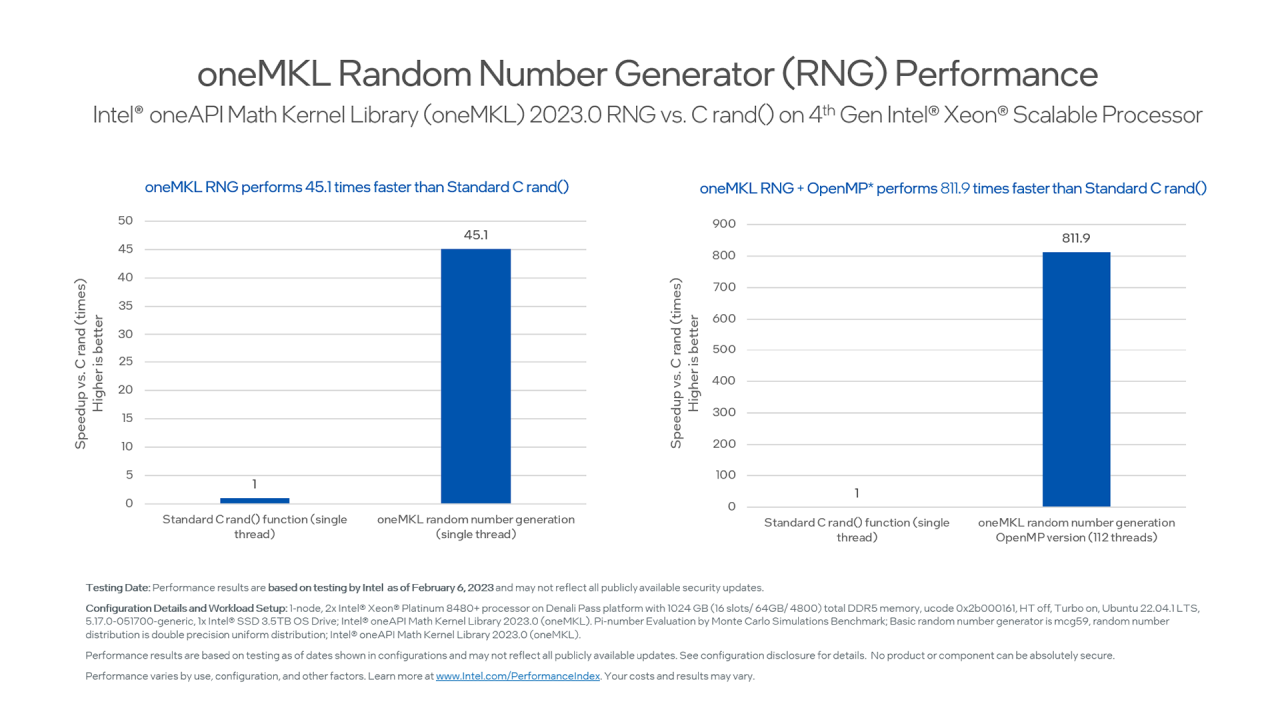 oneMKL Random Number Generator (RNG) Performance
Intel® oneAPI Math Kernel Library (oneMKL) 2023.0 RNG vs. C rand() on 4th Gen Intel® Xeon® Scalable Processor
oneMKL RNG performs 45.1 times faster than Standard C rand()
Speedup vs. C rand (times)
Higher is better
50
45
40
35
30
25
20
15
10
5
0
1
45.1
Standard C rand() function (single
thread)
oneMKL random number generation
(single thread)
oneMKL RNG + OpenMP* performs 811.9 times faster than Standard C rand()
Speedup vs. C rand (times)
Higher is better
900
800
700
600
500
400
300
200
100
0
1
811.9
Standard C rand() function (single
thread)
oneMKL random number generation
OpenMP version (112 threads)
Testing Date: Performance results are based on testing by Intel as of February 6, 2023 and may not reflect all publicly available security updates.
Configuration Details and Workload Setup: 1-node, 2x Intel® Xeon® Platinum 8480+ processor on Denali Pass platform with 1024 GB (16 slots/ 64GB/ 4800) total DDR5 memory, ucode 0x2b000161, HT off, Turbo on, Ubuntu 22.04.1 LTS,
5.17.0-051700-generic, 1x Intel® SSD 3.5TB OS Drive; Intel® oneAPI Math Kernel Library 2023.0 (oneMKL). Pi-number Evaluation by Monte Carlo Simulations Benchmark; Basic random number generator is mcg59, random number
distribution is double precision uniform distribution; Intel® oneAPI Math Kernel Library 2023.0 (oneMKL).
Performance results are based on testing as of dates shown in configurations and may not reflect all publicly available updates. See configuration disclosure for details. No product or component can be absolutely secure.
Performance varies by use, configuration, and other factors. Learn more at www.Intel.com/PerformanceIndex. Your costs and results may vary.